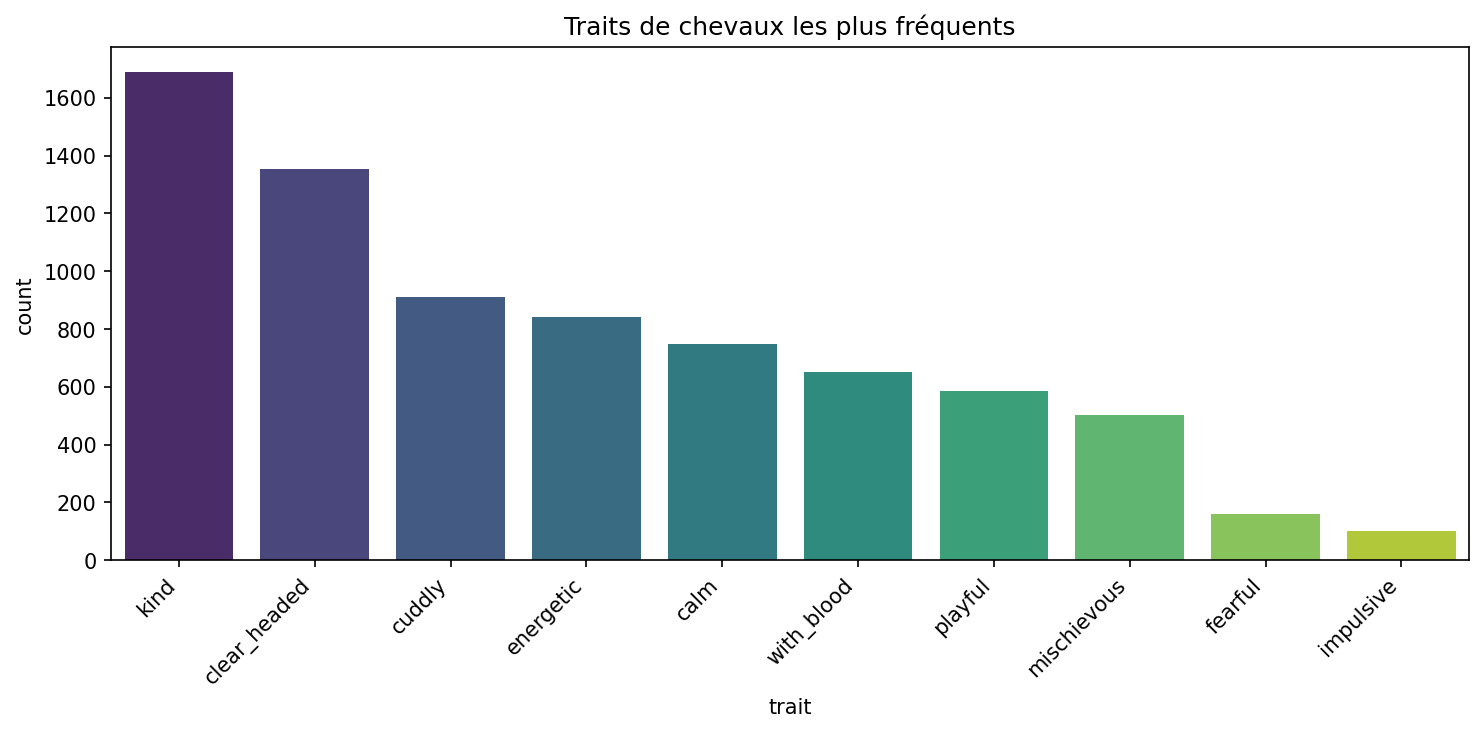 Traits de chevaux les plus fréquents
count
1600
1400
1200
1000
800
600
400
200
0
kind
clear_headed
cuddly
energetic
calm
with_blood
playful
mischievous
fearful
impulsive
trait